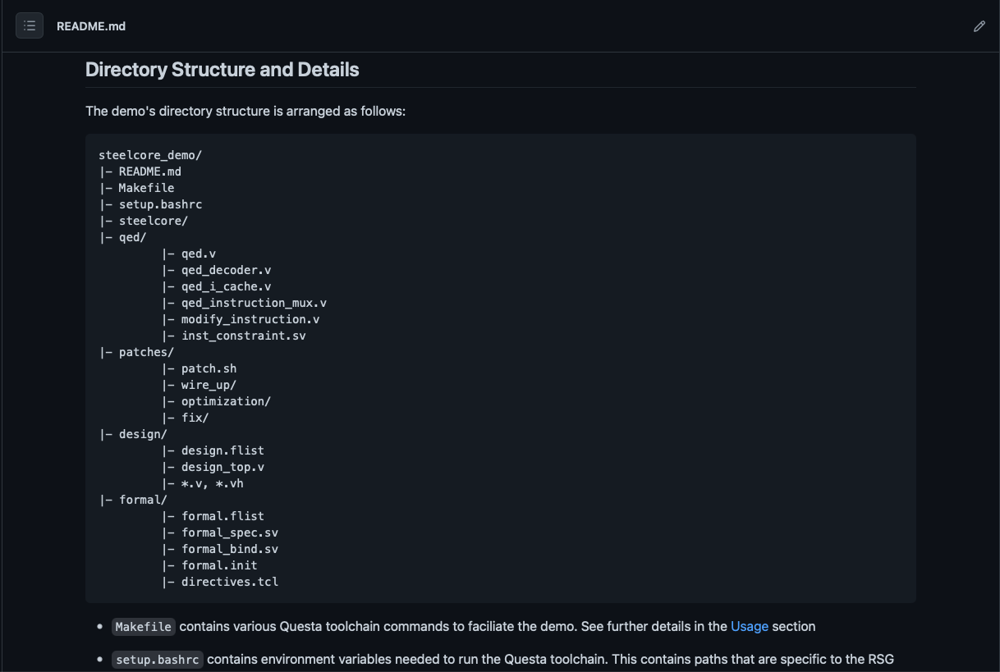 README.md
Directory Structure and Details
The demo's directory structure is arranged as follows:
steelcore_demo/
|– README.md
|– Makefile
|– setup.bashrc
|– steelcore/
|– qed/
|– qed.v
|– qed_decoder.v
|– qed_i_cache.v
|– qed_instruction_mux.v
|– modify_instruction.v
|– inst_constraint.sv
|– patches/
|– patch.sh
|– wire_up/
|– optimization/
|– fix/
|– design/
|– design.flist
|– design_top.v
|– *.v, *.vh
|– formal/
|– formal.flist
|– formal_spec.sv
|– formal_bind.sv
|– formal.init
|– directives.tcl
• Makefile contains various Questa toolchain commands to faciliate the demo. See further details in the Usage section
• setup.bashrc contains environment variables needed to run the Questa toolchain. This contains paths that are specific to the RSG